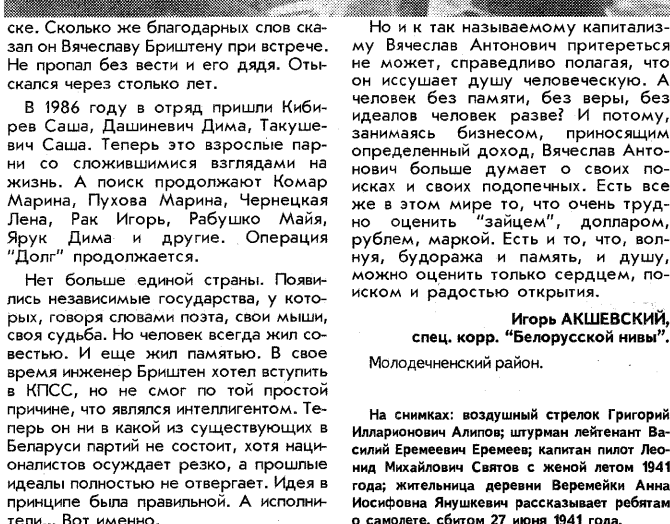 ске. Сколько же благодарных слов ска-
зал он Вячеславу Бриштену при встрече.
Не пропал без вести и его дядя. Оты-
скался через столько лет.
В 1986 году в отряд пришли Киби-
рев Саша, Дашиневич Дима, Такуше-
вич Саша. Теперь это взрослые пар-
ни со сложившимися взглядами на
жизнь. А поиск продолжают Комар
Марина, Пухова Марина, Чернецкая
Лена, Рак Игорь, Рабушко Майя,
Ярук Дима и другие. Операция
"Долг" продолжается.
Нет больше единой страны. Появи-
лись независимые государства, у кото-
рых, говоря словами поэта, свои мыши,
своя судьба. Но человек всегда жил со-
вестью. И еще жил памятью. В свое
время инженер Бриштен хотел вступить
в КПСС, но не смог по той простой
причине, что являлся интеллигентом. Те-
перь он ни в какой из существующих в
Беларуси партий не состоит, хотя наци-
оналистов осуждает резко, а прошлые
идеалы полностью не отвергает. Идея в
принципе была правильной. А исполни-
тели... Вот именно.
Но и к так называемому капитализ-
му Вячеслав Антонович притереться
не может, справедливо полагая, что
он иссушает душу человеческую. А
человек без памяти, без веры, без
идеалов человек разве? И потому,
занимаясь бизнесом, приносящим
определенный доход, Вячеслав Анто-
нович больше думает о своих по-
исках и своих подопечных. Есть все
же в этом мире то, что очень труд-
но оценить "зайцем", долларом,
рублем, маркой. Есть и то, что, вол-
нуя, будоража и память, и душу,
можно оценить только сердцем, по-
иском и радостью открытия.
Игорь АКШЕВСКИЙ,
спец. корр. "Белорусской нивы".
Молодечненский район.
На снимках: воздушный стрелок Григорий
Илларионович Алипов; штурман лейтенант Ва-
силий Еремеевич Еремеев; капитан пилот Лео-
нид Михайлович Святов с женой летом 1941
года; жительница деревни Веремейки Анна
Иосифовна Янушкевич рассказывает ребятам
о самолете, сбитом 27 июня 1941 года.